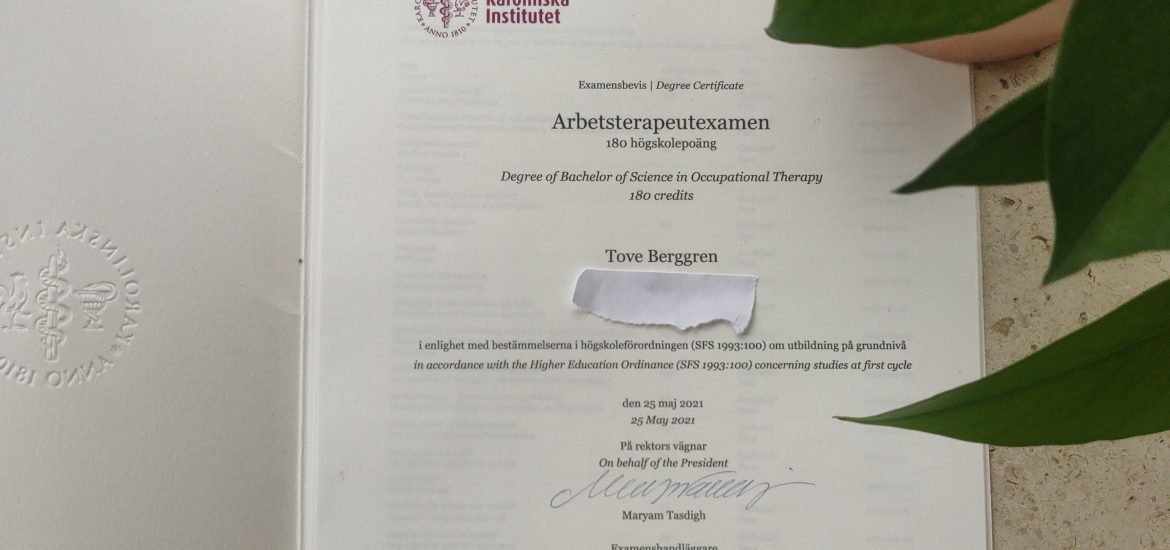 Karolinska
Institutet
ANNO 1810
Examensbevis | Degree Certificate
Arbetsterapeutexamen
180 högskolepoäng
Degree of Bachelor of Science in Occupational Therapy
180 credits
Tove Berggren
i enlighet med bestämmelserna i högskoleförordningen (SFS 1993:100) om utbildning på grundnivå
in accordance with the Higher Education Ordinance (SFS 1993:100) concerning studies at first cycle
den 25 maj 2021
25 May 2021
På rektors vägnar
On behalf of the President
Maryam Tasdigh
Examenshandläggare